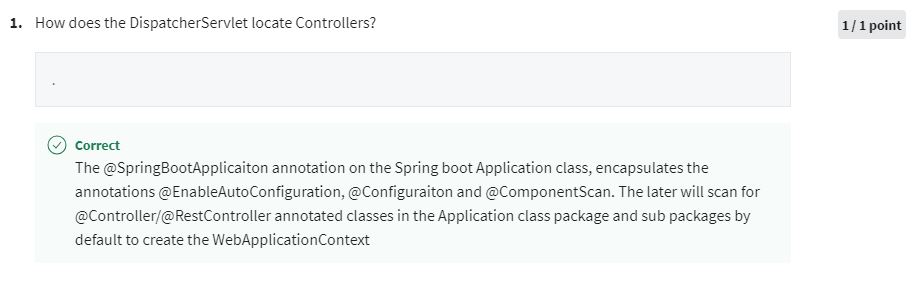 1. How does the DispatcherServlet locate Controllers?
1 / 1 point
.
Correct
The @SpringBootApplicaiton annotation on the Spring boot Application class, encapsulates the
annotations @EnableAutoConfiguration, @Configuraiton and @ComponentScan. The later will scan for
@Controller/@RestController annotated classes in the Application class package and sub packages by
default to create the WebApplicationContext